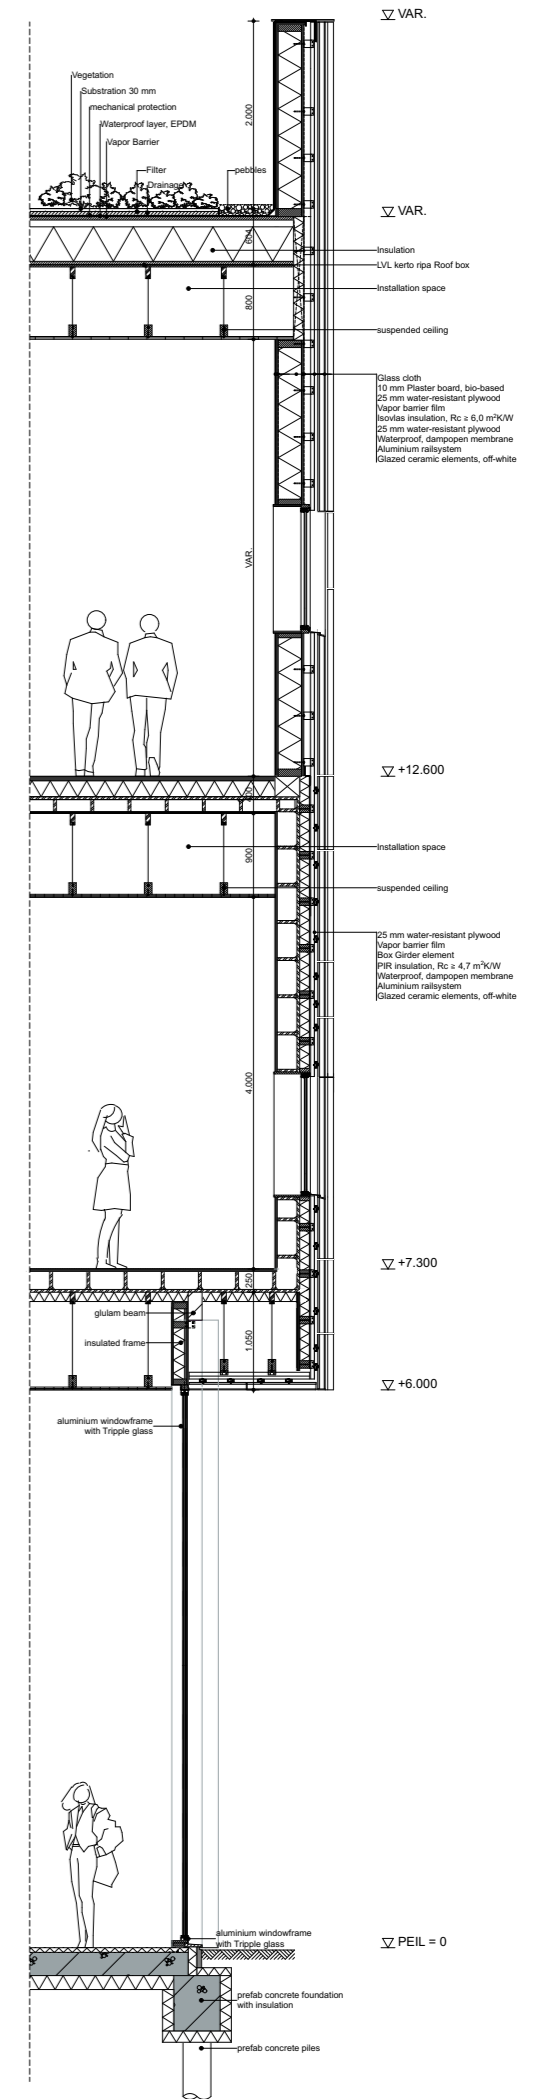 VAR.
Vegetation
Substration 30 mm
mechanical protection
Waterproof layer, EPDM
Vapor Barrier
2.000
Filter
Drainage
pebbles
VAR.
604
Insulation
LVL kerto ripa Roof box
Installation space
800
suspended ceiling
Glass cloth
10 mm Plaster board, bio-based
25 mm water-resistant plywood
Vapor barrier film
Isovlas insulation, Rc ≥ 6,0 m²K/W
25 mm water-resistant plywood
Waterproof, dampopen membrane
Aluminium railsystem
Glazed ceramic elements, off-white
VAR.
+12.600
Installation space
900
suspended ceiling
25 mm water-resistant plywood
Vapor barrier film
Box Girder element
PIR insulation, Rc ≥ 4,7 m²K/W
Waterproof, dampopen membrane
Aluminium railsystem
Glazed ceramic elements, off-white
4.000
+7.300
250
glulam beam
insulated frame
1.050
+6.000
aluminium windowframe
with Tripple glass
aluminium windowframe
with Tripple glass
PEIL = 0
prefab concrete foundation
with insulation
prefab concrete piles